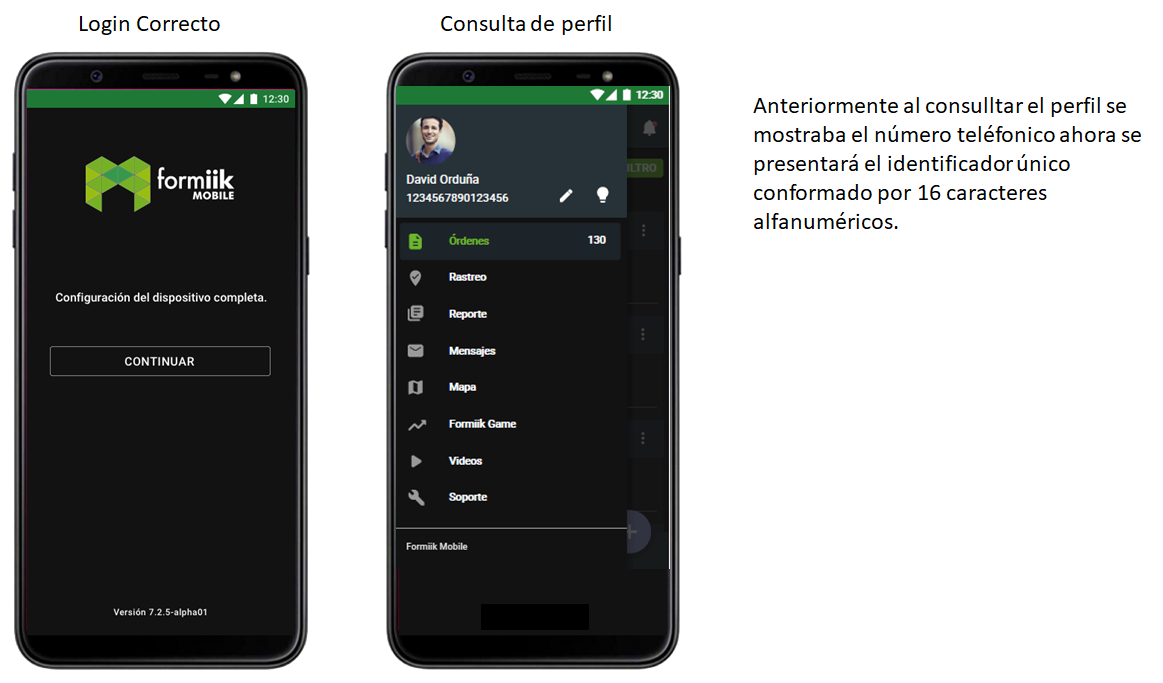 Login Correcto
Consulta de perfil
12:30
formiik
MOBILE
Configuración del dispositivo completa.
CONTINUAR
Versión 7.2.5-alpha01
12:30
David Orduña
1234567890123456
ILTRO
Órdenes 130
Rastreo
Reporte
Mensajes
Mapa
Formiik Game
Videos
Soporte
Formiik Mobile
Anteriormente al consulltar el perfil se
mostraba el número teléfonico ahora se
presentará el identificador único
conformado por 16 caracteres
alfanuméricos.